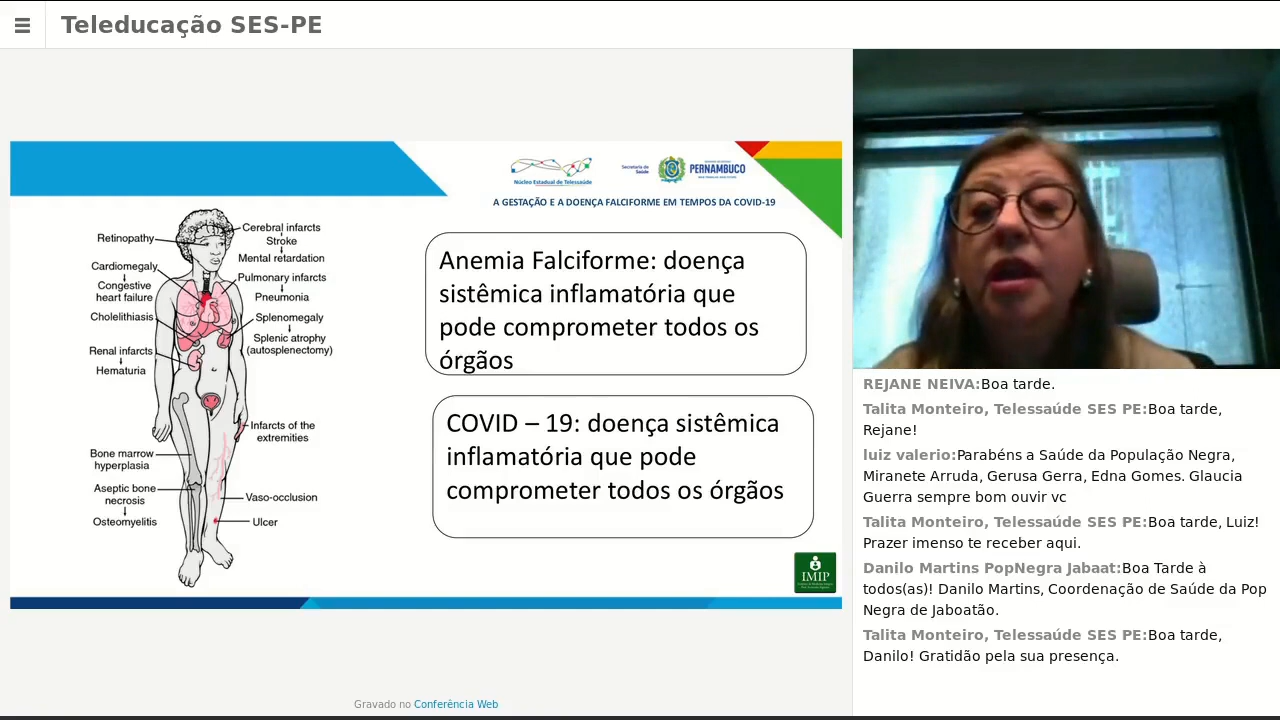 Teleducação SES-PE
Núcleo Estadual de Telessaúde
Secretaria de
Saúde
PERNAMBUCO
A GESTAÇÃO E A DOENÇA FALCIFORME EM TEMPOS DA COVID-19
Retinopathy
Cardiomegaly
Congestive
heart failure
Cholelithiasis
Renal infarcts
Hematuria
Bone marrow
hyperplasia
Aseptic bone
necrosis
Osteomyelitis
Cerebral infarcts
Stroke
Mental retardation
Pulmonary infarcts
Pneumonia
Splenomegaly
Splenic atrophy
(autosplenectomy)
Infarcts of the
extremities
Vaso-occlusion
Ulcer
Anemia Falciforme: doença
sistêmica inflamatória que
pode comprometer todos os
órgãos
COVID – 19: doença sistêmica
inflamatória que pode
comprometer todos os órgãos
IMIP
Gravado no Conferência Web
REJANE NEIVA:Boa tarde.
Talita Monteiro, Telessaúde SES PE:Boa tarde,
Rejane!
luiz valerio:Parabéns a Saúde da População Negra,
Miranete Arruda, Gerusa Gerra, Edna Gomes. Glaucia
Guerra sempre bom ouvir vc
Talita Monteiro, Telessaúde SES PE:Boa tarde, Luiz!
Prazer imenso te receber aqui.
Danilo Martins PopNegra Jabaat:Boa Tarde à
todos(as)! Danilo Martins, Coordenação de Saúde da Pop
Negra de Jaboatão.
Talita Monteiro, Telessaúde SES PE:Boa tarde,
Danilo! Gratidão pela sua presença.